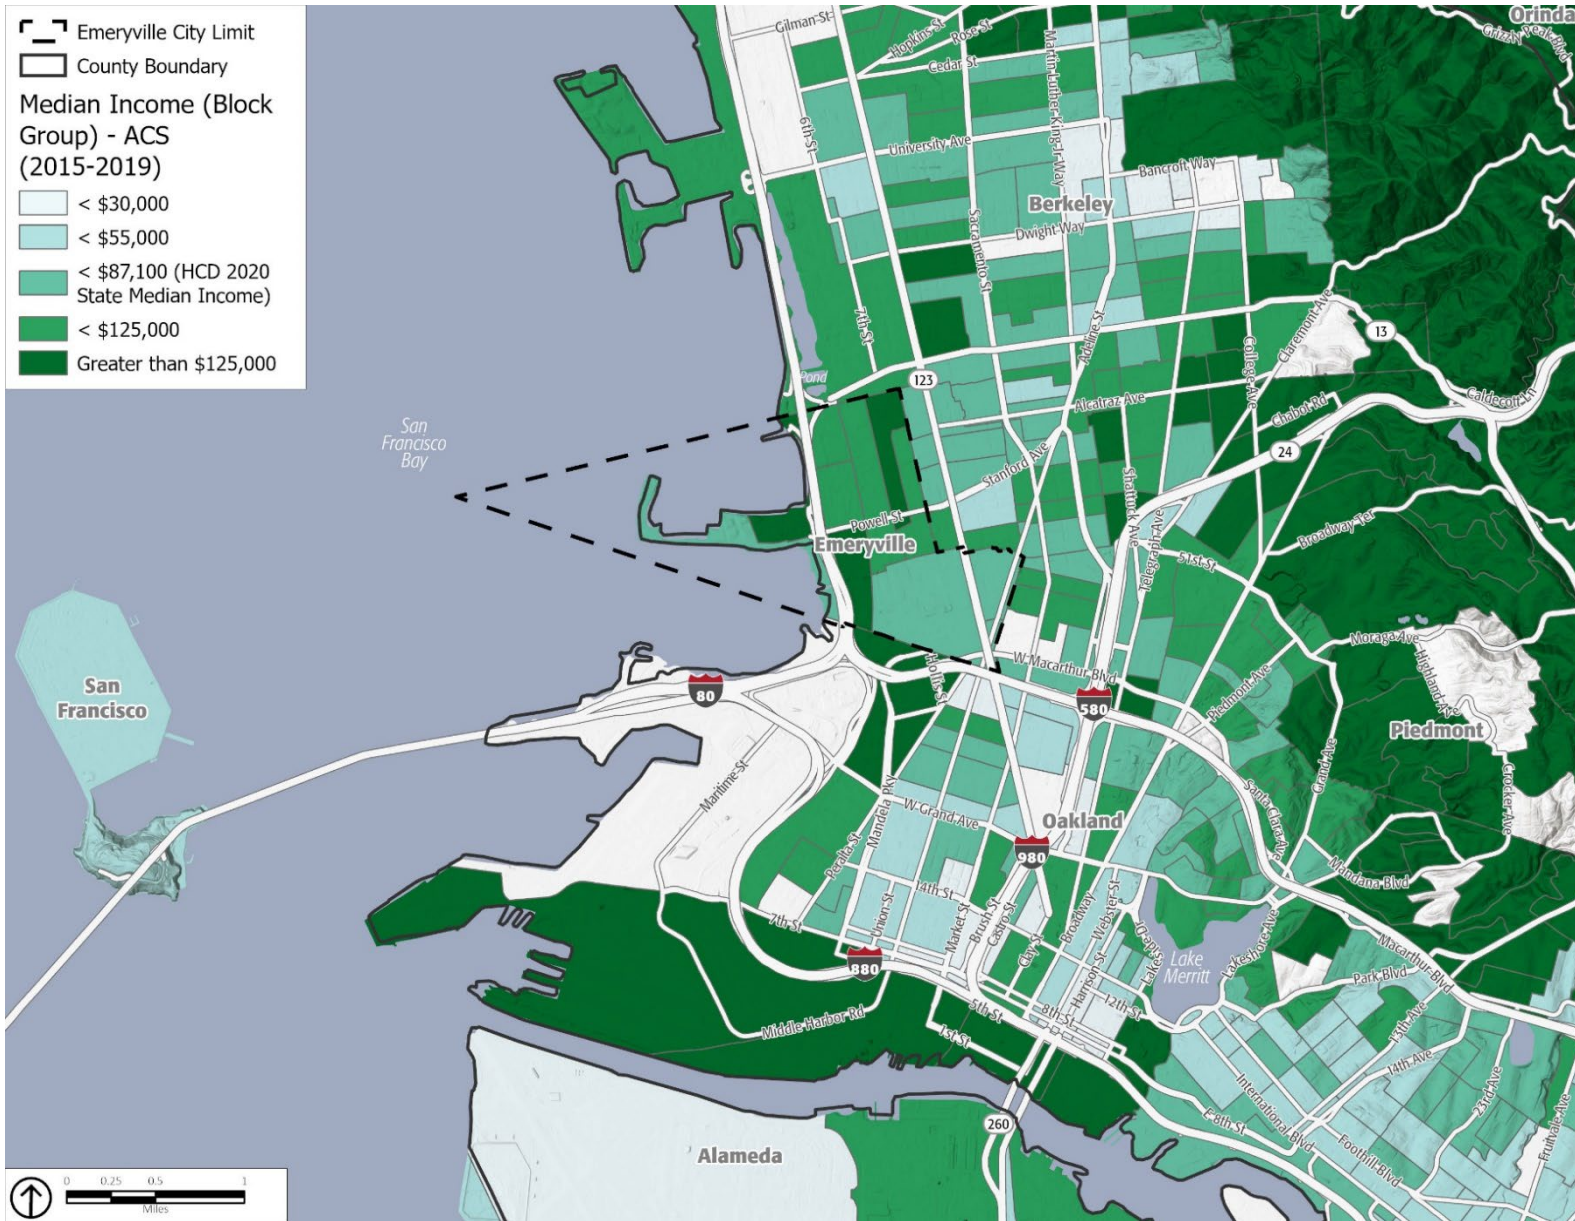 Emeryville City Limit
County Boundary
Median Income (Block
Group) - ACS
(2015-2019)
< $30,000
< $55,000
< $87,100 (HCD 2020
State Median Income)
< $125,000
Greater than $125,000
Orinda
Grizzly Peak Blvd
Gilman St
Hopkins St
Rose St
Cedar St
Martin Luther King Jr Way
6th St
University Ave
Bancroft Way
Berkeley
Dwight Way
Sacramento St
7th St
Adeline St
College Ave
Claremont Ave
13
Pond
123
Alcatraz Ave
Chabot Rd
Caldecott Ln
San
Francisco
Bay
24
Stanford Ave
Shattuck Ave
Telegraph Ave
Broadway Ter
Powell St
Emeryville
51st St
Moraga Ave
Highland Ave
W Macarthur Blvd
Hollis St
Piedmont Ave
San
Francisco
80
580
Piedmont
Grand Ave
Crocker Ave
Maritime St
Mandela Pky
W Grand Ave
Oakland
Santa Clara Ave
980
Peralta St
Mandana Blvd
14th St
7th St
Union St
Market St
Brush St
Castro St
Clay St
Broadway
Webster St
Harrison St
Lakeside Dr
Lake
Merritt
Lakeshore Ave
Macarthur Blvd
Park Blvd
880
12th St
8th St
5th St
1st St
Middle Harbor Rd
13th Ave
14th Ave
23rd Ave
International Blvd
E 8th St
Foothill Blvd
Fruitvale Ave
260
Alameda
0 0.25 0.5 1
Miles